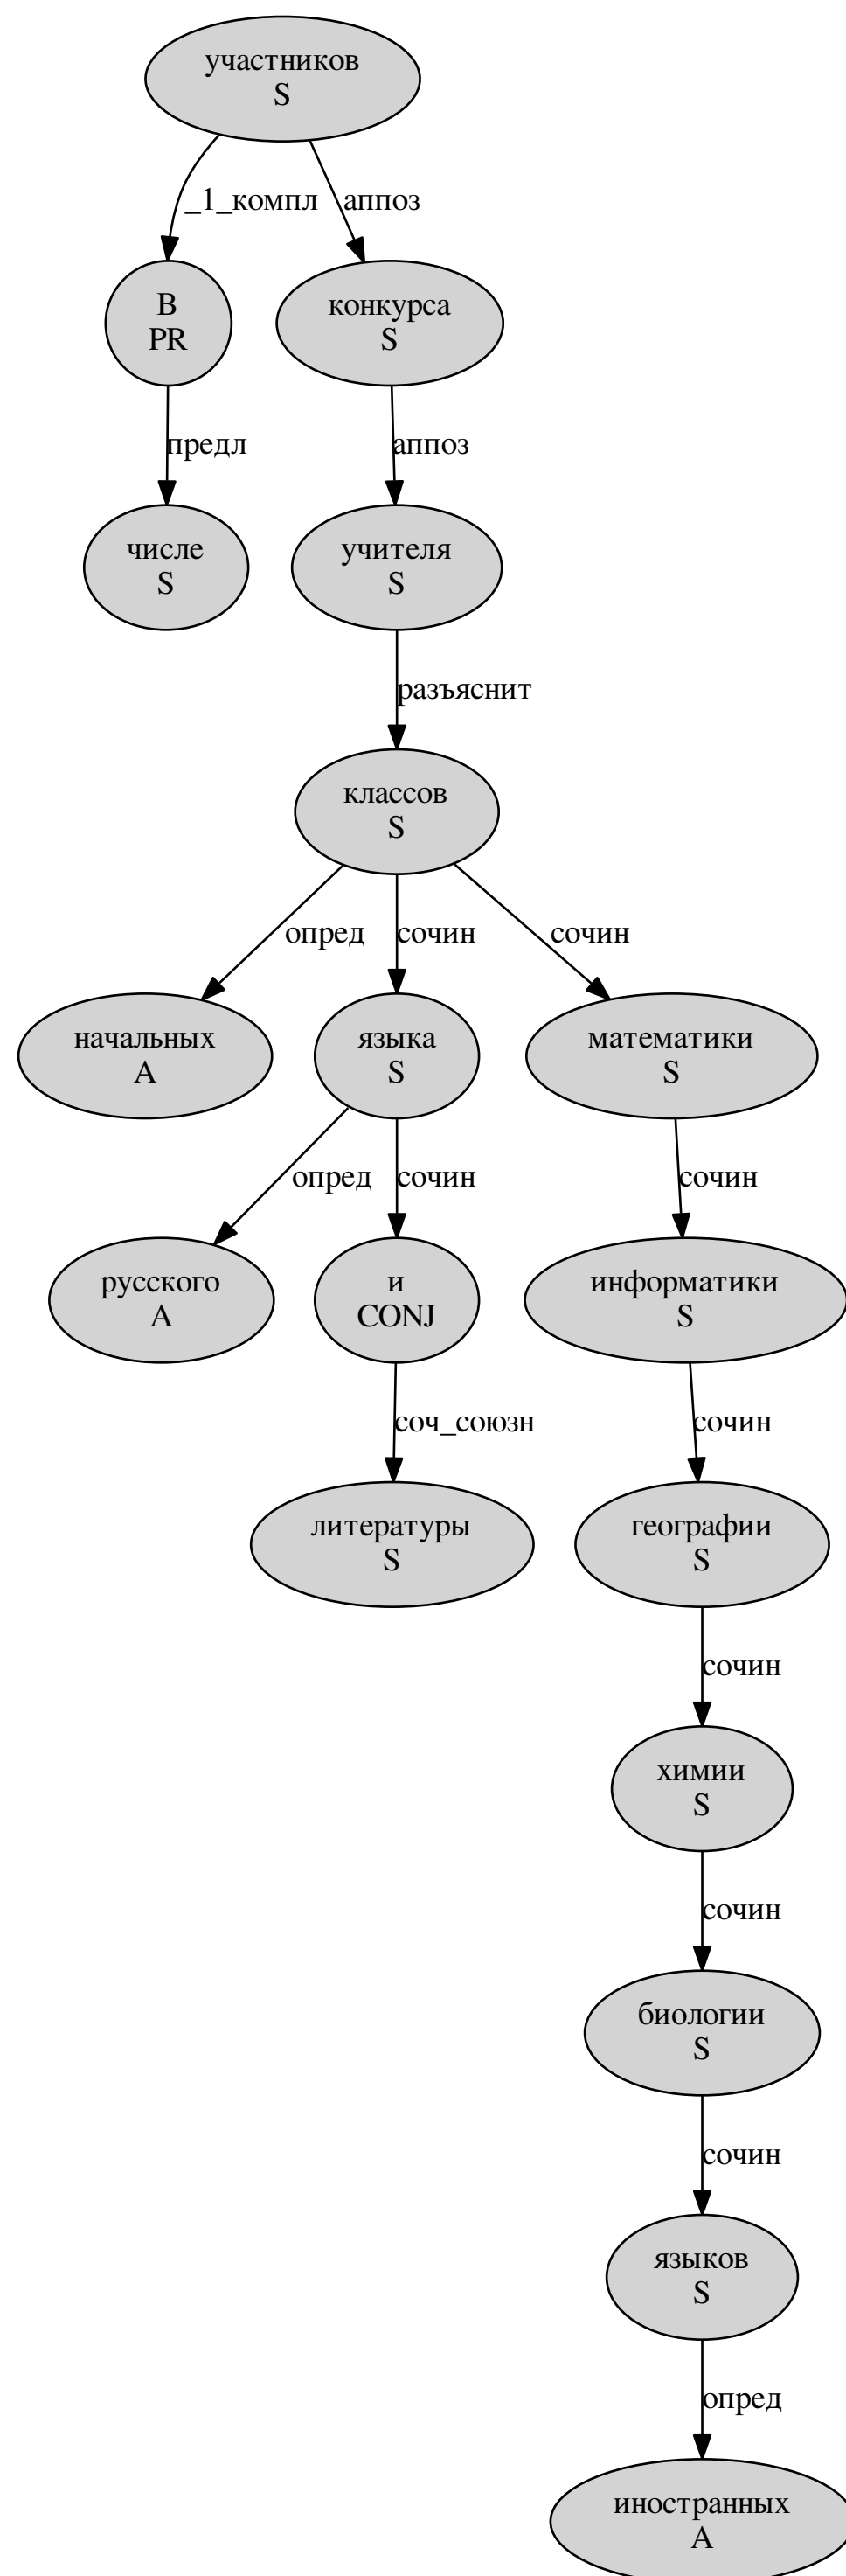 участников
S
_1_компл
аппоз
В
PR
конкурса
S
предл
аппоз
числе
S
учителя
S
разъяснит
классов
S
опред
сочин
сочин
начальных
A
языка
S
математики
S
опред
сочин
сочин
русского
A
и
CONJ
информатики
S
соч_союзн
сочин
литературы
S
географии
S
сочин
химии
S
сочин
биологии
S
сочин
языков
S
опред
иностранных
A